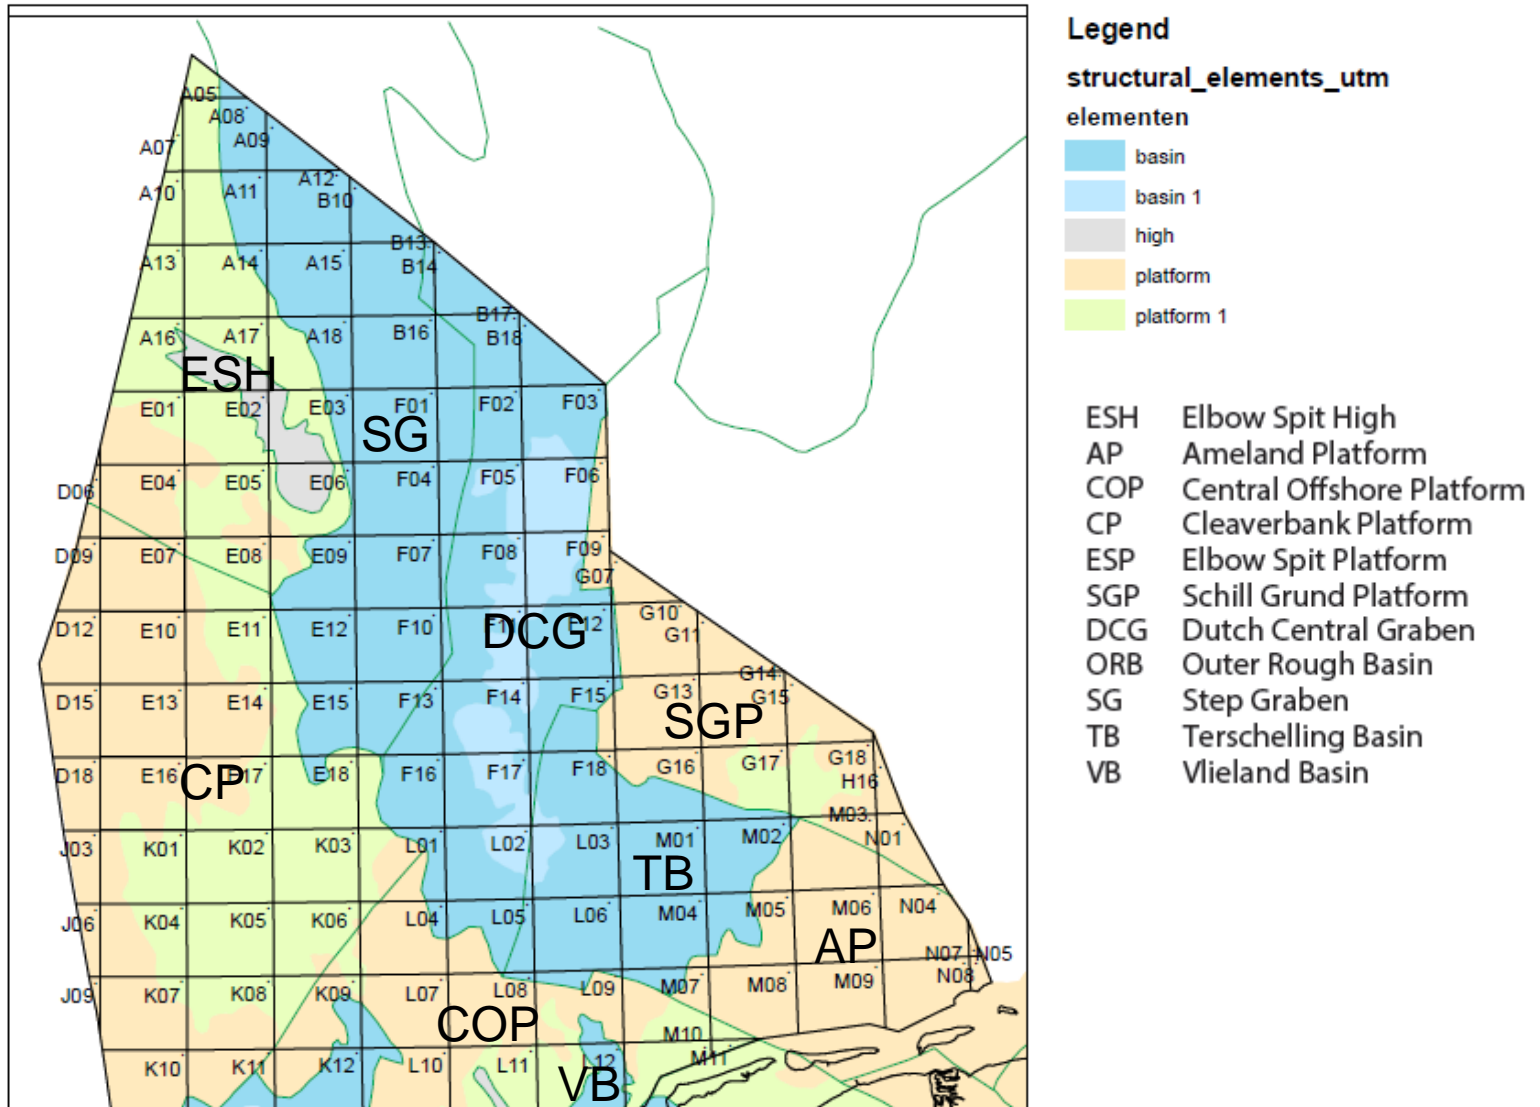 Legend
structural_elements_utm
elementen
basin
basin 1
high
platform
platform 1
ESH Elbow Spit High
AP Ameland Platform
COP Central Offshore Platform
CP Cleaverbank Platform
ESP Elbow Spit Platform
SGP Schill Grund Platform
DCG Dutch Central Graben
ORB Outer Rough Basin
SG Step Graben
TB Terschelling Basin
VB Vlieland Basin
A05
A08
A07 A09
A10 A11 A12
B10
A13 A14 A15 B13
B14
A16 A17 A18 B16 B17
B18
ESH
E01 E02 E03 F01 F02 F03
SG
D06 E04 E05 E06 F04 F05 F06
D09 E07 E08 E09 F07 F08 F09
G07
D12 E10 E11 E12 F10 F11 F12 G10
G11
DCG
D15 E13 E14 E15 F13 F14 F15 G13 G14
G15
SGP
D18 E16 E17 E18 F16 F17 F18 G16 G17 G18
H16
CP
J03 K01 K02 K03 L01 L02 L03 M01 M02 M03
N01
TB
J06 K04 K05 K06 L04 L05 L06 M04 M05 M06 N04
AP
N07 N05
N08
J09 K07 K08 K09 L07 L08 L09 M07 M08 M09
COP
M10
K10 K11 K12 L10 L11 L12 M11
VB